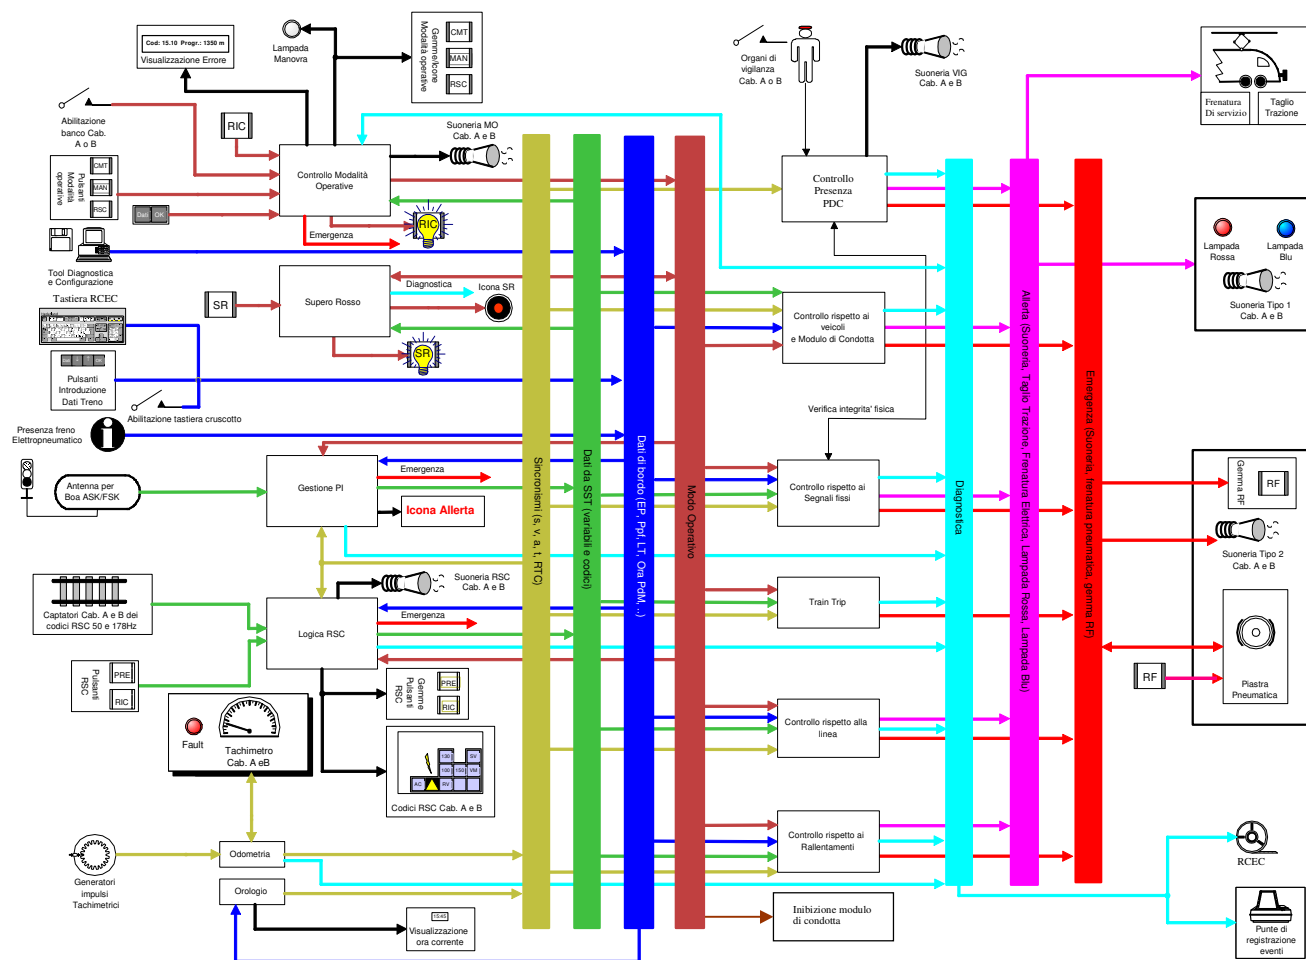 Cod: 15.10 Progr.: 1350 m
Visualizzazione Errore
Lampada
Manovra
Gemme/Icone
Modalità operative
CMT
MAN
RSC
Organi di
vigilanza
Cab. A o B
Suoneria VIG
Cab. A e B
Frenatura
Di servizio
Taglio
Trazione
Abilitazione
banco Cab.
A o B
RIC
Suoneria MO
Cab. A e B
Pulsanti
Modalità
operative
CMT
MAN
RSC
Dati
OK
Controllo Modalità
Operative
Emergenza
RIC
Controllo
Presenza
PDC
Lampada
Rossa
Lampada
Blu
Suoneria Tipo 1
Cab. A e B
Tool Diagnostica
e Configurazione
Tastiera RCEC
SR
Supero Rosso
Diagnostica
Icona SR
SR
Controllo rispetto ai
veicoli
e Modulo di Condotta
Pulsanti
Introduzione
Dati Treno
Abilitazione tastiera cruscotto
Verifica integrita' fisica
Presenza freno
Elettropneumatico
Antenna per
Boa ASK/FSK
Gestione PI
Emergenza
Icona Allerta
Controllo rispetto ai
Segnali fissi
Gemma RF
RF
Suoneria Tipo 2
Cab. A e B
Sincronismi (s, v, a, t, RTC)
Dati da SST (variabili e codici)
Dati di bordo (EP, Ppf, LT, Ora PdM, ..)
Modo Operativo
Diagnostica
Allerta (Suoneria, Taglio Trazione, Frenatura Elettrica, Lampada Rossa, Lampada Blu)
Emergenza (Suoneria, frenatura pneumatica, gemma RF)
Captatori Cab. A e B dei
codici RSC 50 e 178Hz
Suoneria RSC
Cab. A e B
Logica RSC
Emergenza
Train Trip
Pulsanti
RSC
PRE
RIC
Gemme
Pulsanti
RSC
PRE
RIC
RF
Piastra
Pneumatica
Fault
Tachimetro
Cab. A eB
Controllo rispetto alla
linea
130
SV
100
150
VM
AC
RV
Codici RSC Cab. A e B
Generatori
impulsi
Tachimetrici
Odometria
Orologio
Controllo rispetto ai
Rallentamenti
RCEC
15:45
Visualizzazione
ora corrente
Inibizione modulo
di condotta
Punte di
registrazione
eventi